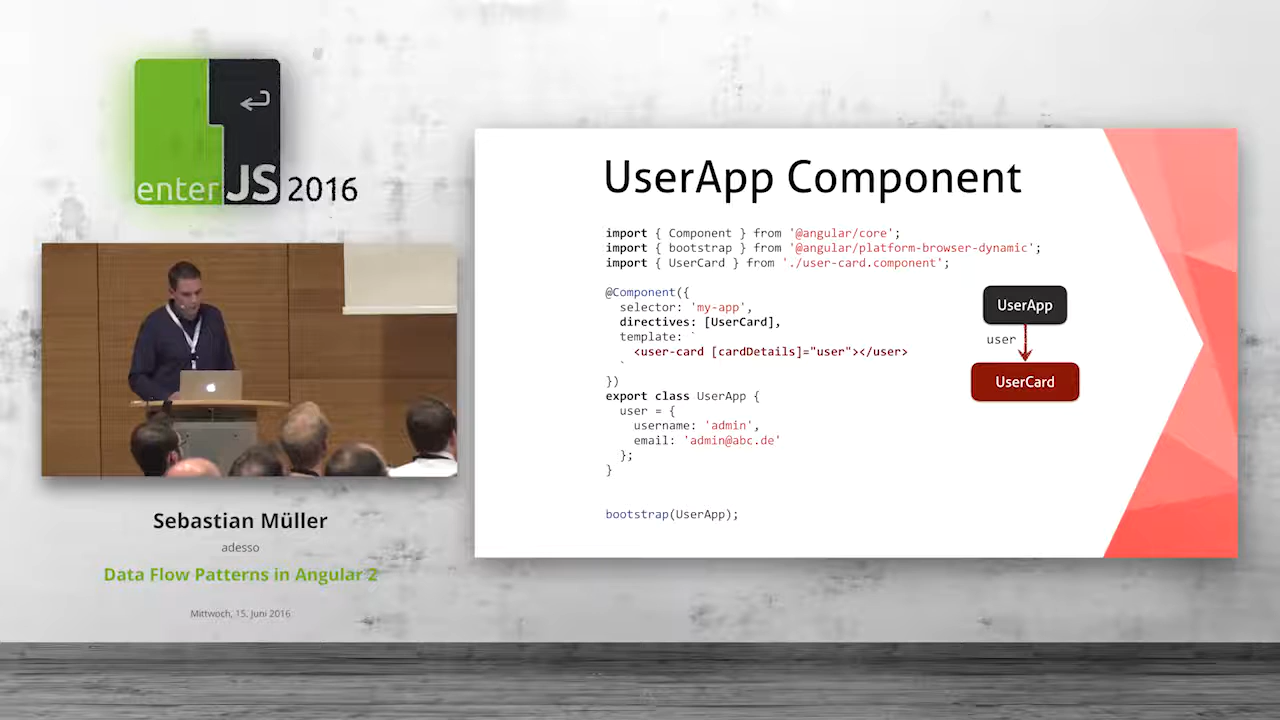 enterJS 2016
Sebastian Müller
adesso
Data Flow Patterns in Angular 2
Mittwoch, 15. Juni 2016
UserApp Component
import { Component } from '@angular/core';
import { bootstrap } from '@angular/platform-browser-dynamic';
import { UserCard } from './user-card.component';
@Component({
selector: 'my-app',
directives: [UserCard],
template: `
<user-card [cardDetails]="user"></user>
`
})
export class UserApp {
user = {
username: 'admin',
email: 'admin@abc.de'
};
}
bootstrap(UserApp);
UserApp
user
UserCard